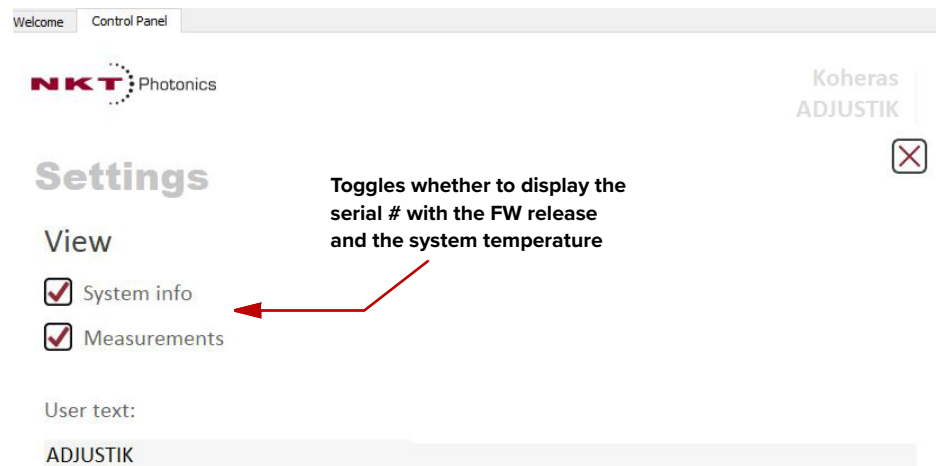 Welcome Control Panel
NKT Photonics
Koheras
ADJUSTIK
Settings
Toggles whether to display the
serial # with the FW release
and the system temperature
View
System info
Measurements
User text:
ADJUSTIK